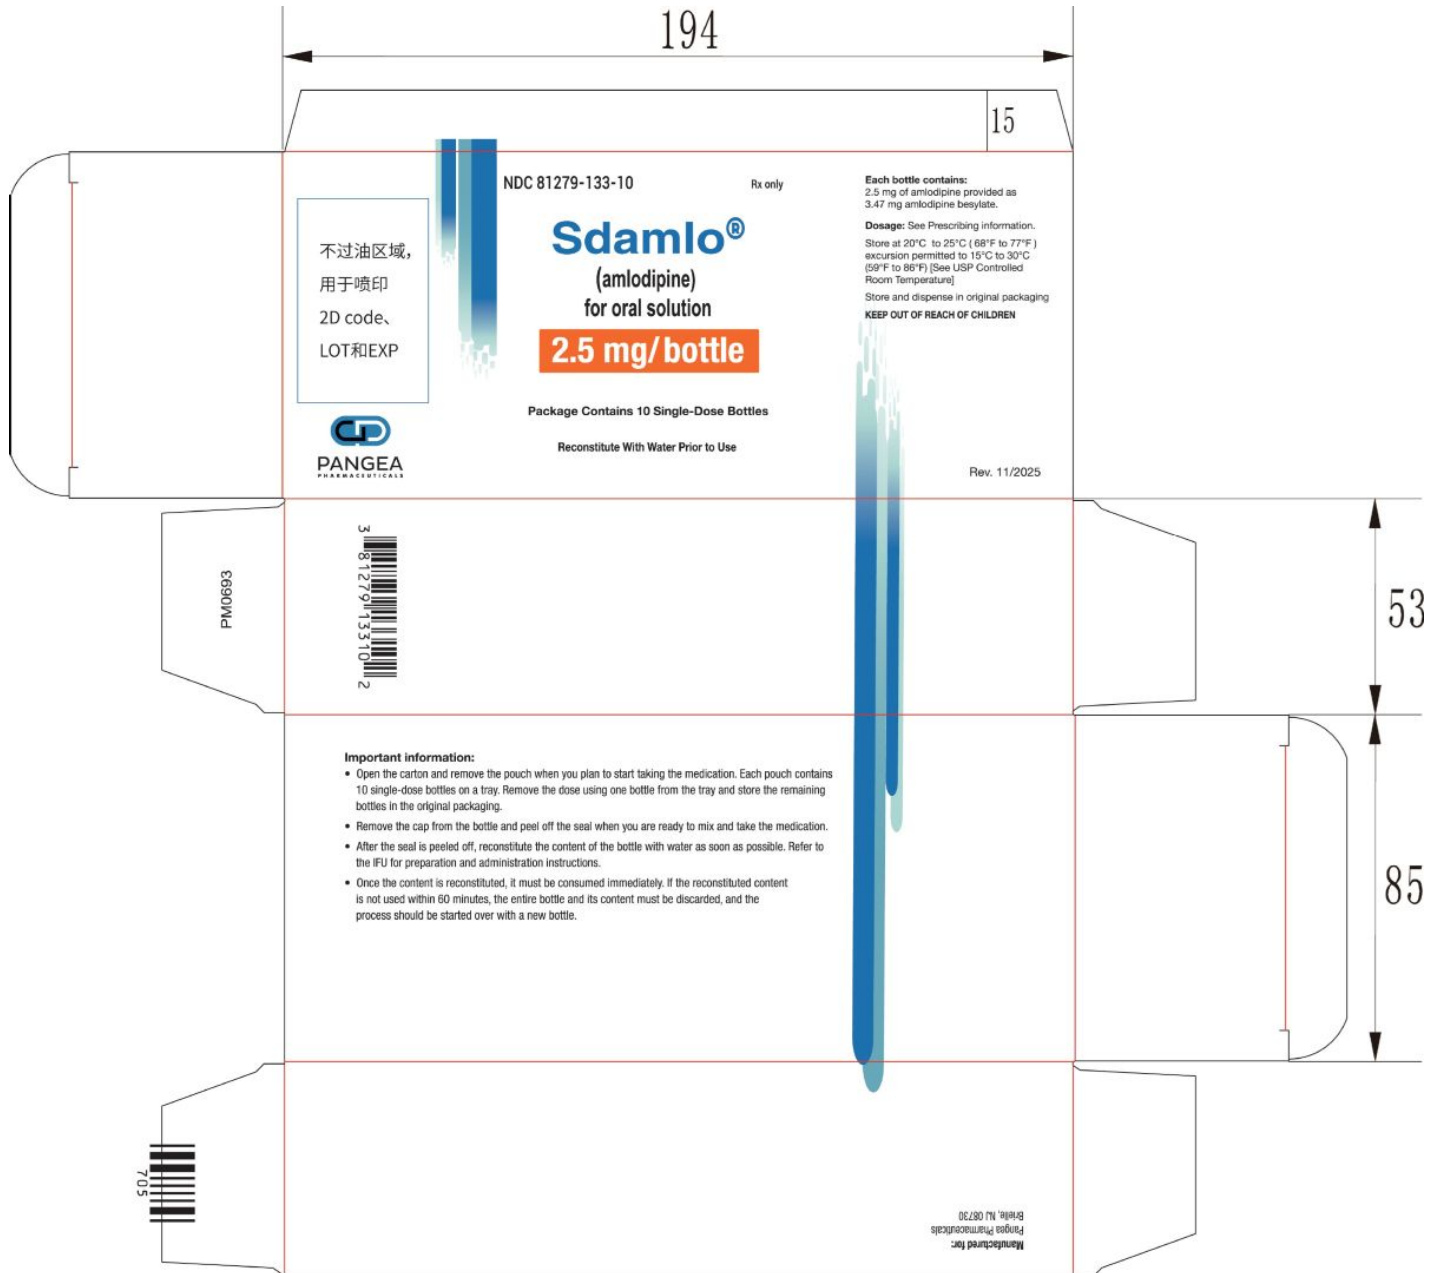 194
15
NDC 81279-133-10
Rx only
Sdamlo®
(amlodipine)
for oral solution
2.5 mg/bottle
Package Contains 10 Single-Dose Bottles
Reconstitute With Water Prior to Use
不过油区域，
用于喷印
2D code、
LOT和EXP
PANGEA
PHARMACEUTICALS
Each bottle contains:
2.5 mg of amlodipine provided as
3.47 mg amlodipine besylate.
Dosage: See Prescribing information.
Store at 20°C to 25°C ( 68°F to 77°F )
excursion permitted to 15°C to 30°C
(59°F to 86°F) [See USP Controlled
Room Temperature]
Store and dispense in original packaging
KEEP OUT OF REACH OF CHILDREN
Rev. 11/2025
PM0693
3 81279 13310 2
53
Important information:
• Open the carton and remove the pouch when you plan to start taking the medication. Each pouch contains
10 single-dose bottles on a tray. Remove the dose using one bottle from the tray and store the remaining
bottles in the original packaging.
• Remove the cap from the bottle and peel off the seal when you are ready to mix and take the medication.
• After the seal is peeled off, reconstitute the content of the bottle with water as soon as possible. Refer to
the IFU for preparation and administration instructions.
• Once the content is reconstituted, it must be consumed immediately. If the reconstituted content
is not used within 60 minutes, the entire bottle and its content must be discarded, and the
process should be started over with a new bottle.
85
705
Manufactured for:
Pangea Pharmaceuticals
Brielle, NJ 08730